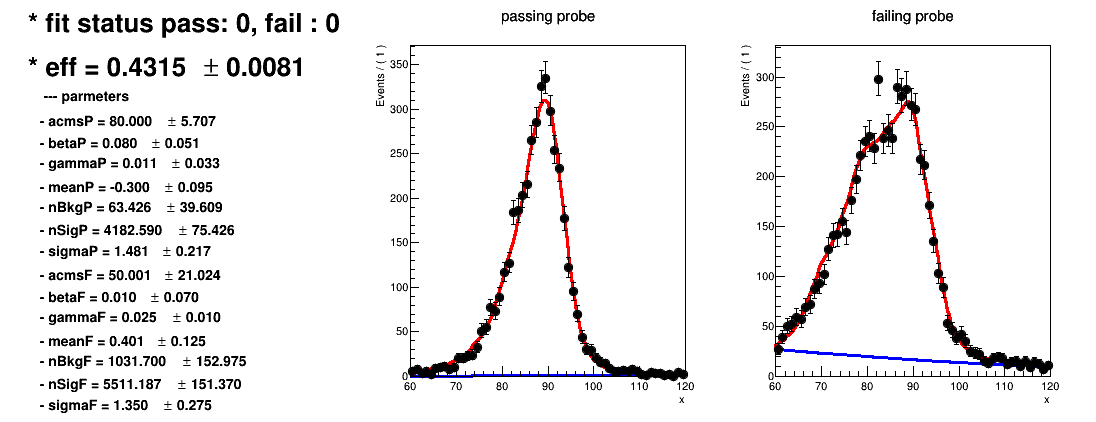 * fit status pass: 0, fail : 0
* eff = 0.4315 ± 0.0081
--- parmeters
- acmsP = 80.000 ± 5.707
- betaP = 0.080 ± 0.051
- gammaP = 0.011 ± 0.033
- meanP = -0.300 ± 0.095
- nBkgP = 63.426 ± 39.609
- nSigP = 4182.590 ± 75.426
- sigmaP = 1.481 ± 0.217
- acmsF = 50.001 ± 21.024
- betaF = 0.010 ± 0.070
- gammaF = 0.025 ± 0.010
- meanF = 0.401 ± 0.125
- nBkgF = 1031.700 ± 152.975
- nSigF = 5511.187 ± 151.370
- sigmaF = 1.350 ± 0.275
passing probe
Events / ( 1 )
350
300
250
200
150
100
50
0
60 70 80 90 100 110 120
x
failing probe
Events / ( 1 )
300
250
200
150
100
50
0
60 70 80 90 100 110 120
x